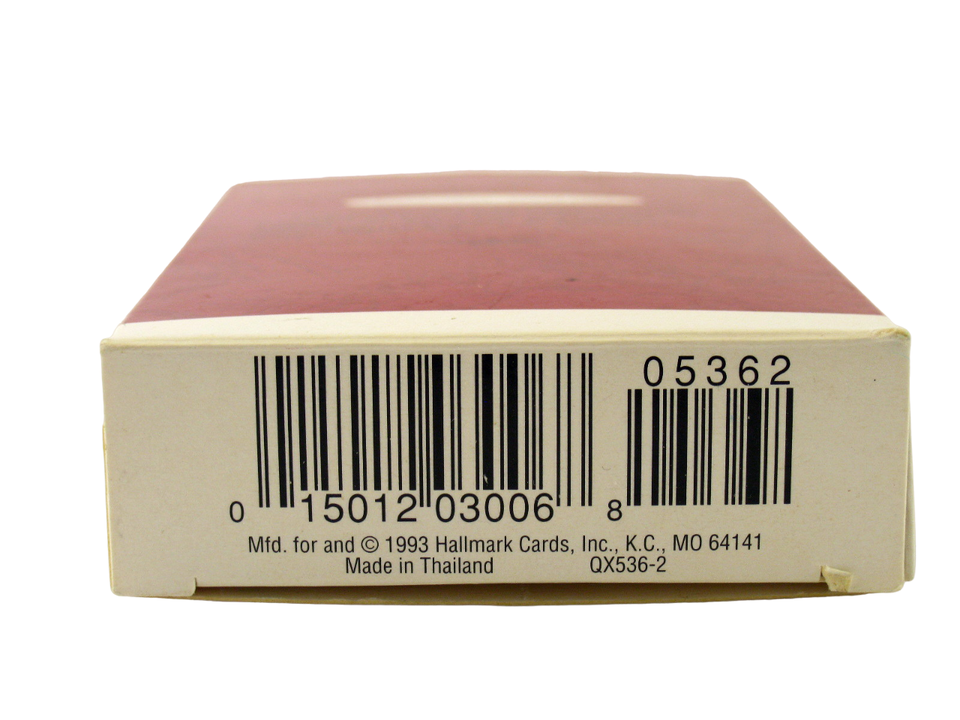 05362
0 15012 03006 8
Mfd. for and © 1993 Hallmark Cards, Inc., K.C., MO 64141
Made in Thailand QX536-2